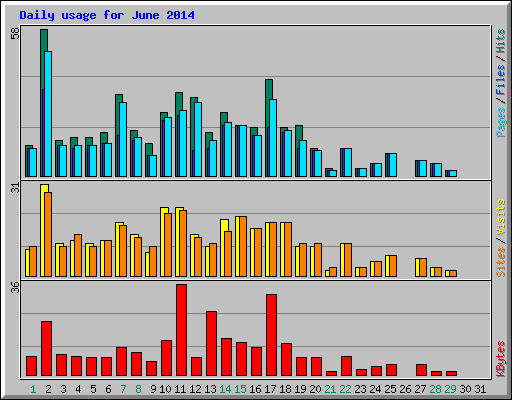 Daily usage for June 2014
58
Pages / Files / Hits
31
Sites / Visits
36
KBytes
1 2 3 4 5 6 7 8 9 10 11 12 13 14 15 16 17 18 19 20 21 22 23 24 25 26 27 28 29 30 31